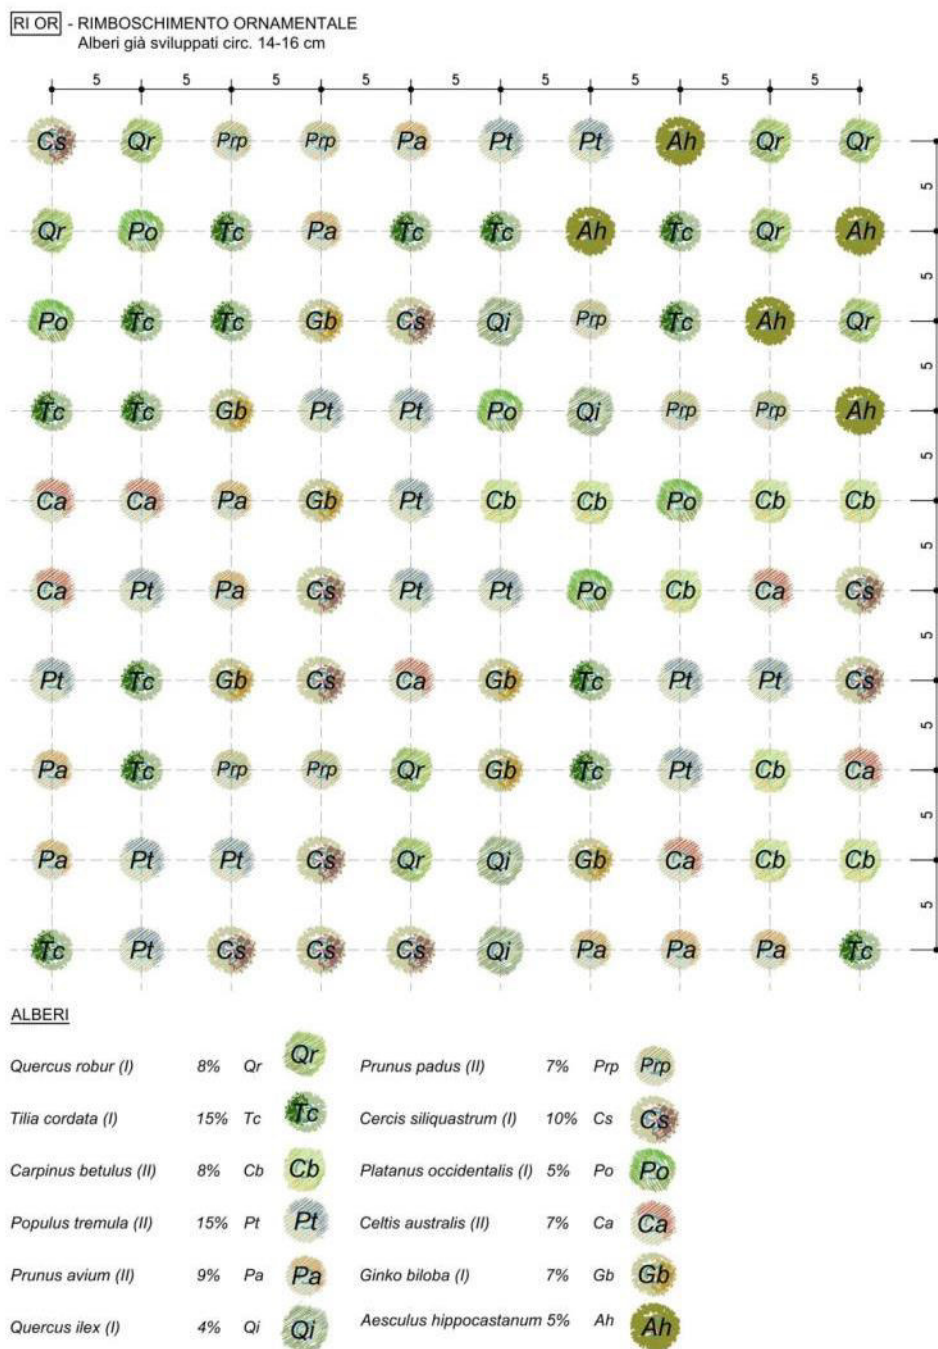 RI OR - RIMBOSCHIMENTO ORNAMENTALE
Alberi già sviluppati circ. 14-16 cm
5 5 5 5 5 5 5 5 5
Cs Qr Prp Prp Pa Pt Pt Ah Qr Qr
5
Qr Po Tc Pa Tc Tc Ah Tc Qr Ah
5
Po Tc Tc Gb Cs Qi Prp Tc Ah Qr
5
Tc Tc Gb Pt Pt Po Qi Prp Prp Ah
5
Ca Ca Pa Gb Pt Cb Cb Po Cb Cb
5
Ca Pt Pa Cs Pt Pt Po Cb Ca Cs
5
Pt Tc Gb Cs Ca Gb Tc Pt Pt Cs
5
Pa Tc Prp Prp Qr Gb Tc Pt Cb Ca
5
Pa Pt Pt Cs Qr Qi Gb Ca Cb Cb
5
Tc Pt Cs Cs Cs Qi Pa Pa Pa Tc
ALBERI
Quercus robur (I) 8% Qr Qr Prunus padus (II) 7% Prp Prp
Tilia cordata (I) 15% Tc Tc Cercis siliquastrum (I) 10% Cs Cs
Carpinus betulus (II) 8% Cb Cb Platanus occidentalis (I) 5% Po Po
Populus tremula (II) 15% Pt Pt Celtis australis (II) 7% Ca Ca
Prunus avium (II) 9% Pa Pa Ginko biloba (I) 7% Gb Gb
Quercus ilex (I) 4% Qi Qi Aesculus hippocastanum 5% Ah Ah